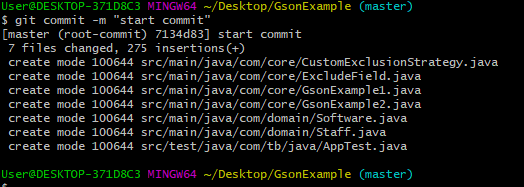 User@DESKTOP-371D8C3 MINGW64 ~/Desktop/GsonExample (master)
$ git commit -m "start commit"
[master (root-commit) 7134d83] start commit
 7 files changed, 275 insertions(+)
 create mode 100644 src/main/java/com/core/CustomExclusionStrategy.java
 create mode 100644 src/main/java/com/core/ExcludeField.java
 create mode 100644 src/main/java/com/core/GsonExample1.java
 create mode 100644 src/main/java/com/core/GsonExample2.java
 create mode 100644 src/main/java/com/domain/Software.java
 create mode 100644 src/main/java/com/domain/Staff.java
 create mode 100644 src/test/java/com/tb/java/AppTest.java
User@DESKTOP-371D8C3 MINGW64 ~/Desktop/GsonExample (master)